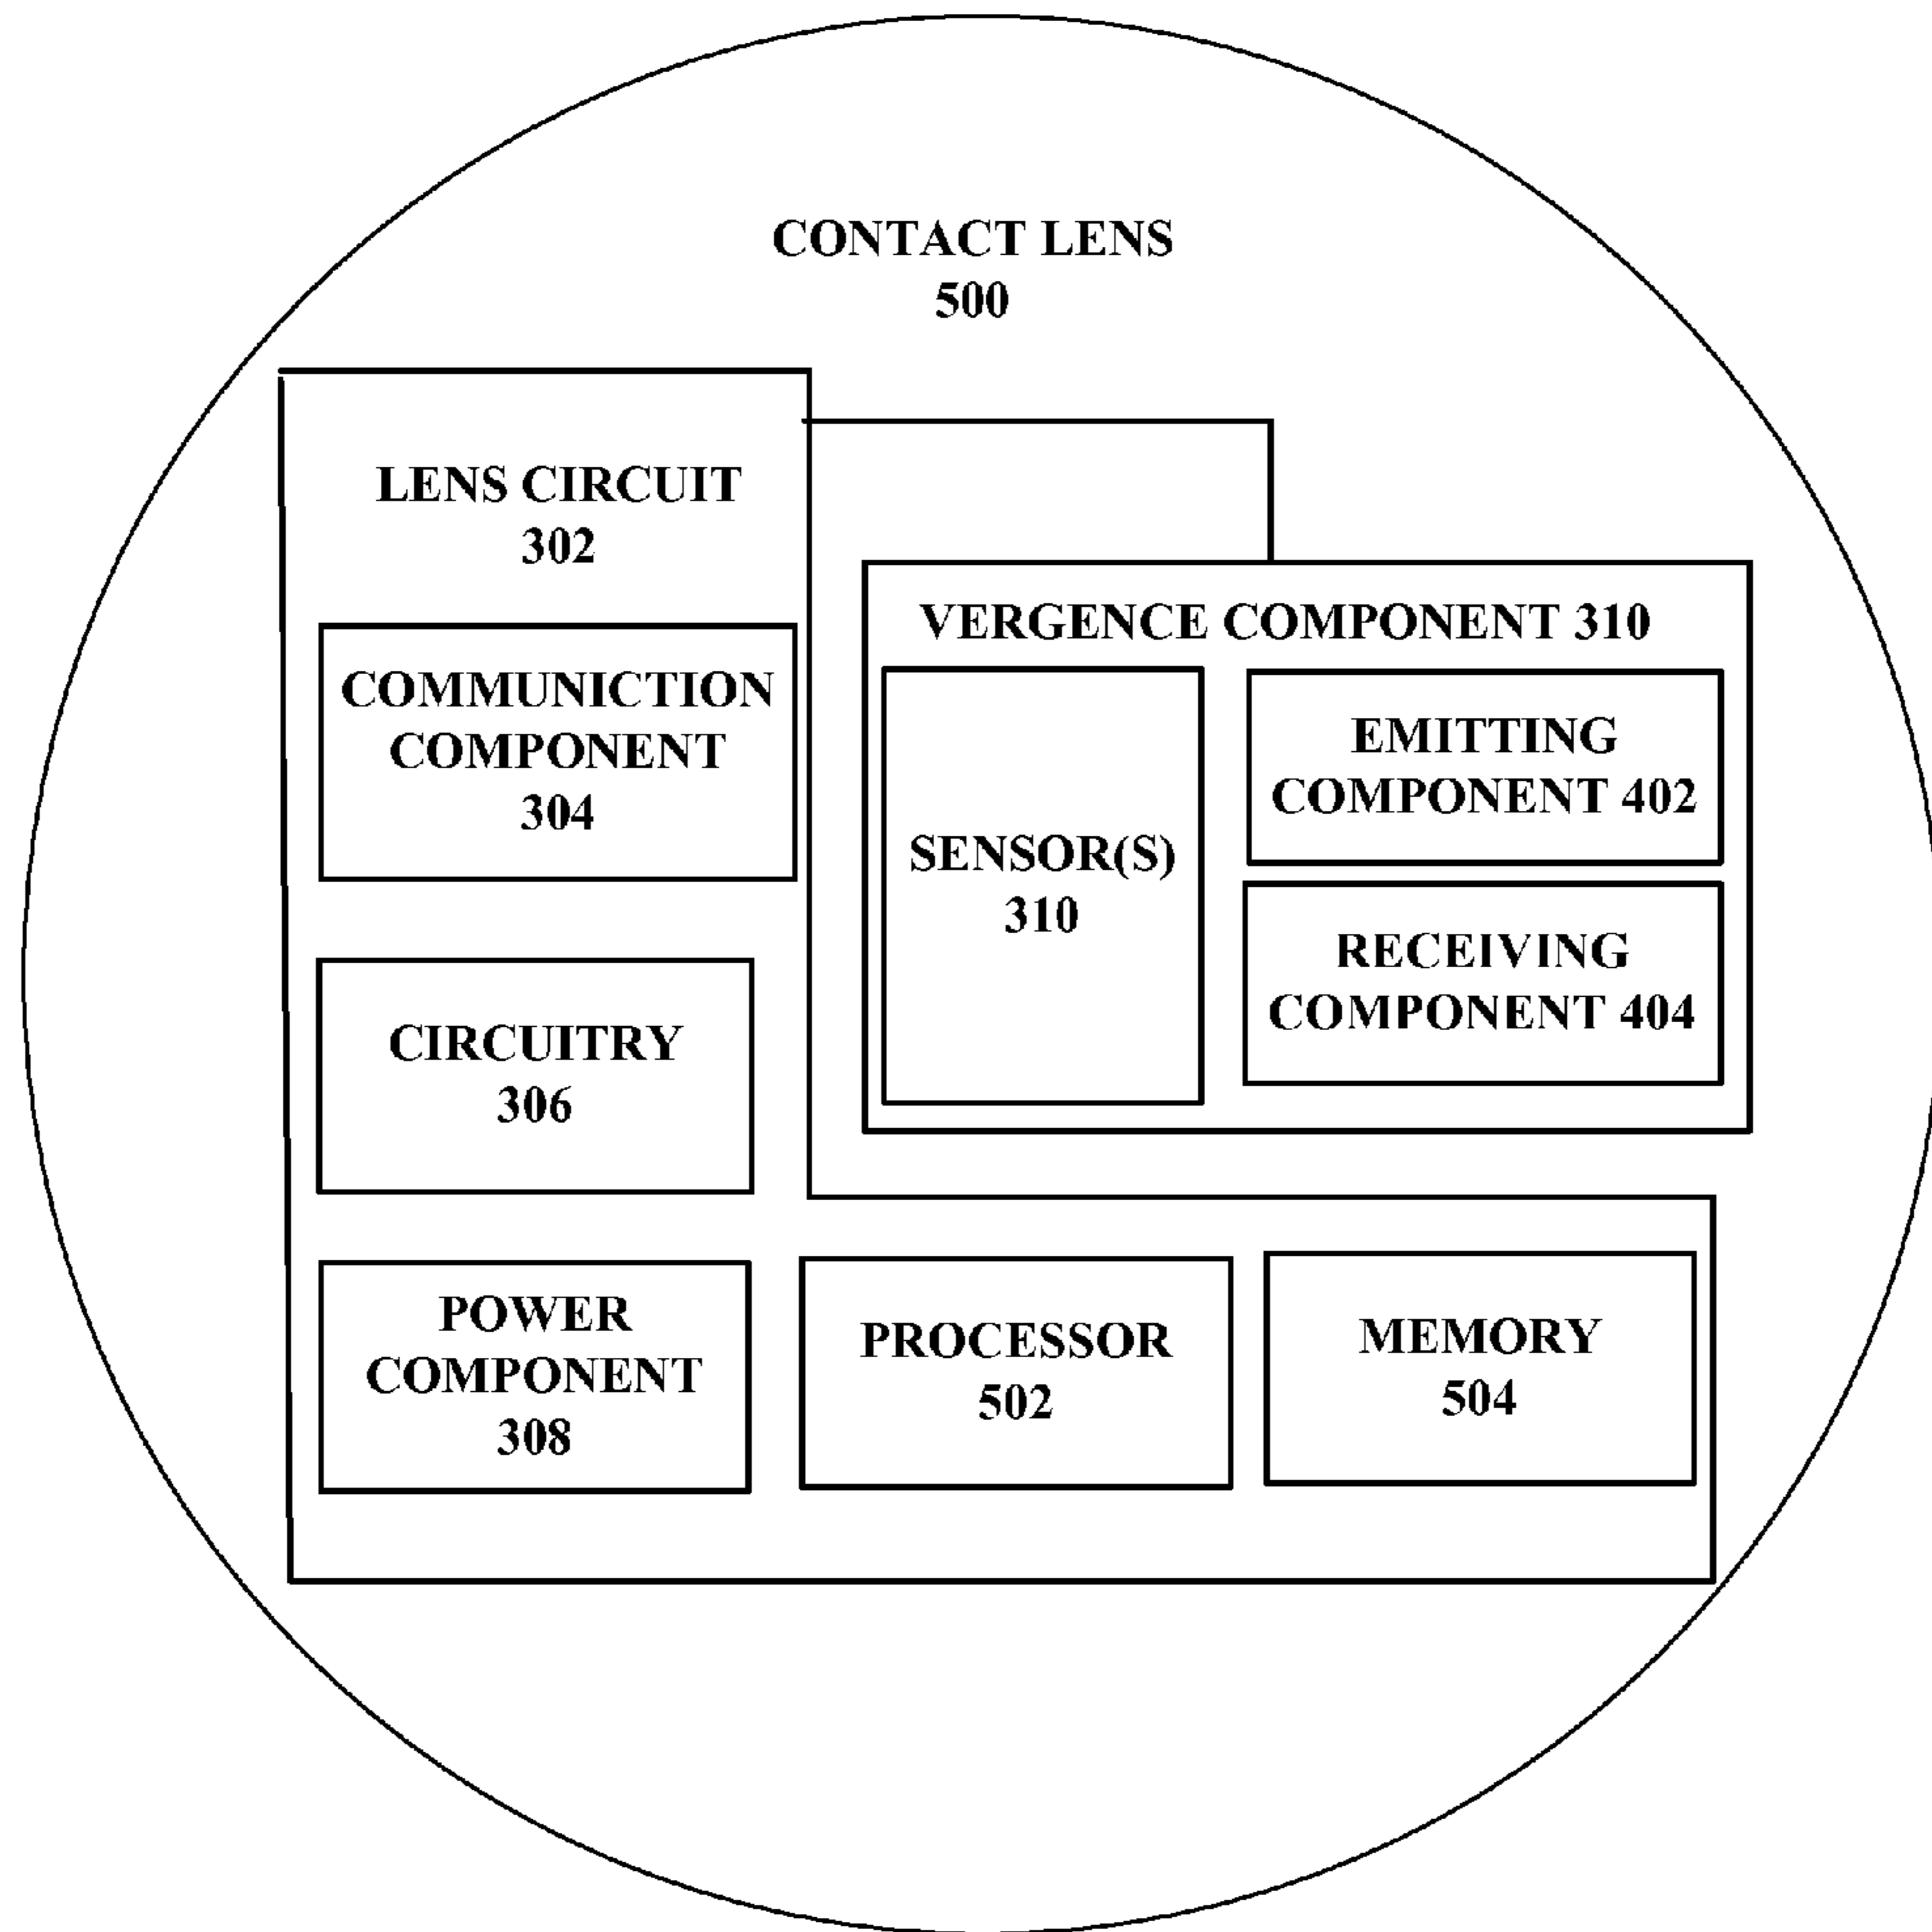 CONTACT LENS
500
LENS CIRCUIT
302
COMMUNICTION
COMPONENT
304
CIRCUITRY
306
POWER
COMPONENT
308
VERGENCE COMPONENT 310
SENSOR(S)
310
EMITTING
COMPONENT 402
RECEIVING
COMPONENT 404
PROCESSOR
502
MEMORY
504